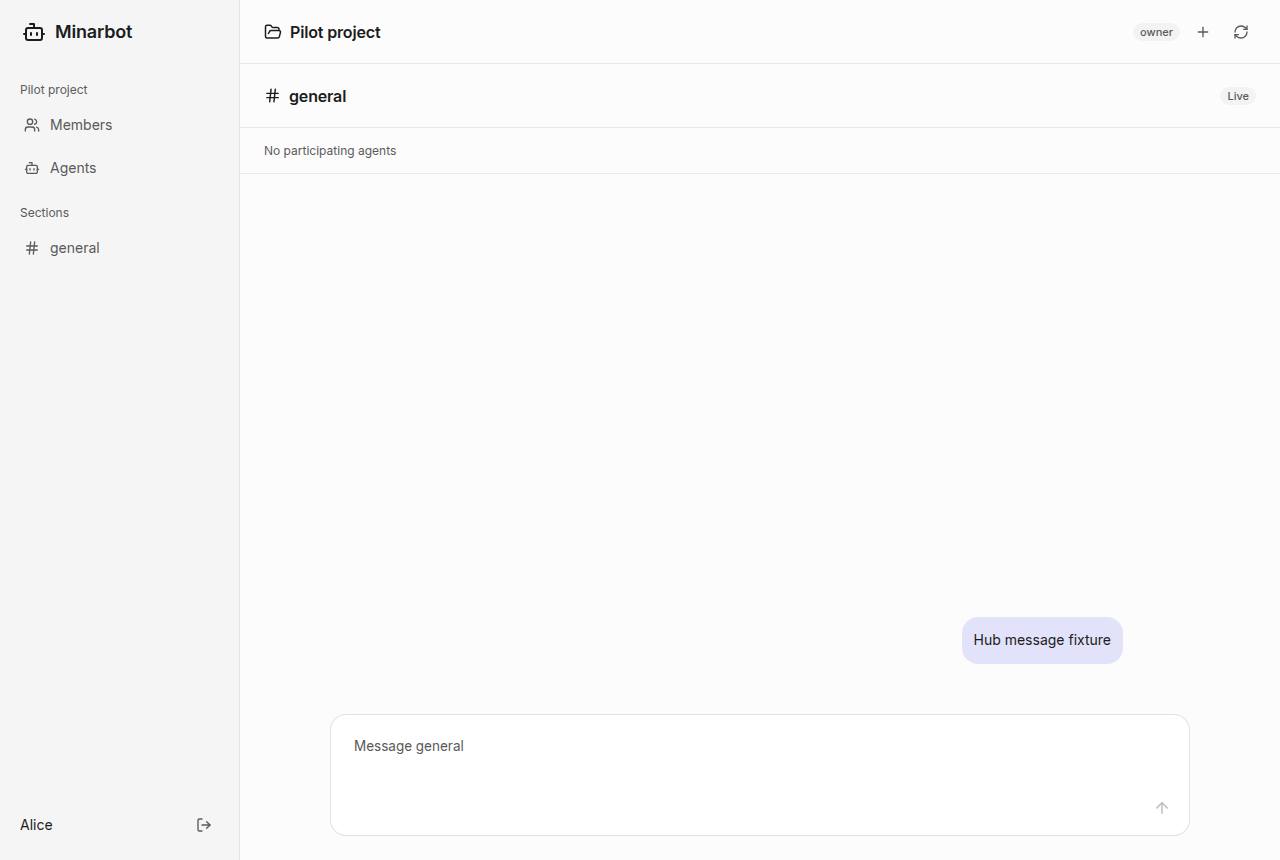 Minarbot
Pilot project
Members
Agents
Sections
general
Alice
Pilot project
owner
general
Live
No participating agents
Hub message fixture
Message general